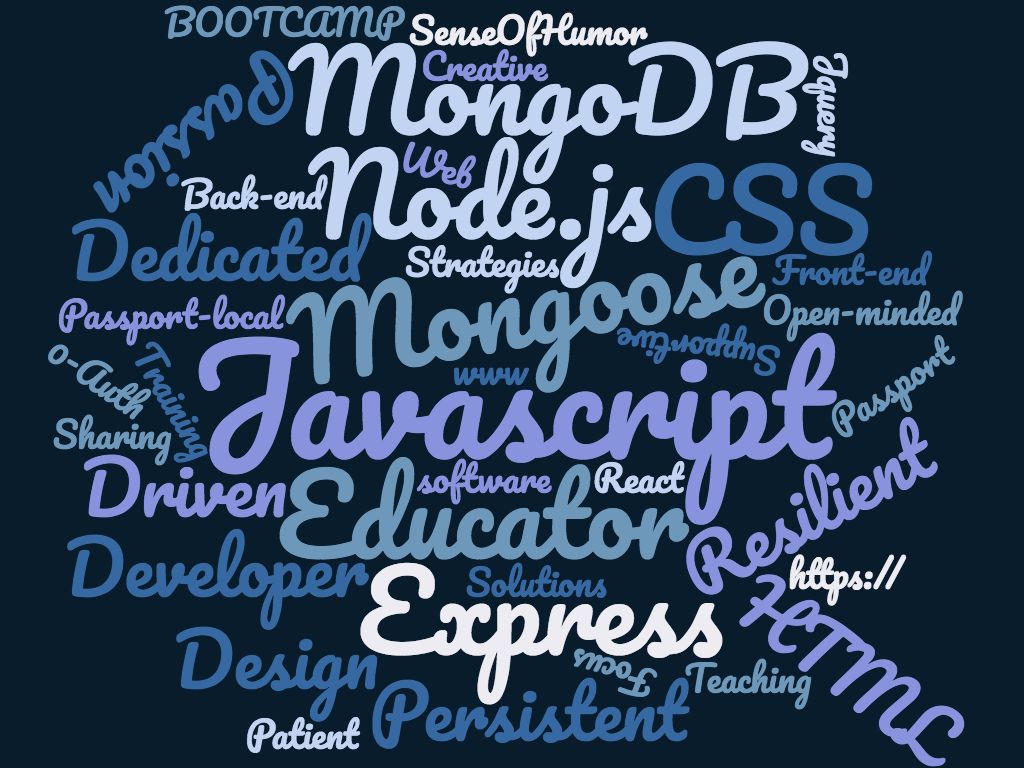 BOOTCAMP
SenseOfHumor
Creative
Passion
MongoDB
Jquery
Web
Back-end
Node.js
CSS
Dedicated
Strategies
Front-end
Passport-local
Mongoose
Open-minded
Supportive
o-Auth
Training
www
Javascript
Passport
Sharing
Driven
software
React
Educator
Resilient
Developer
Solutions
https://
Express
HTML
Design
Focus
Teaching
Persistent
Patient